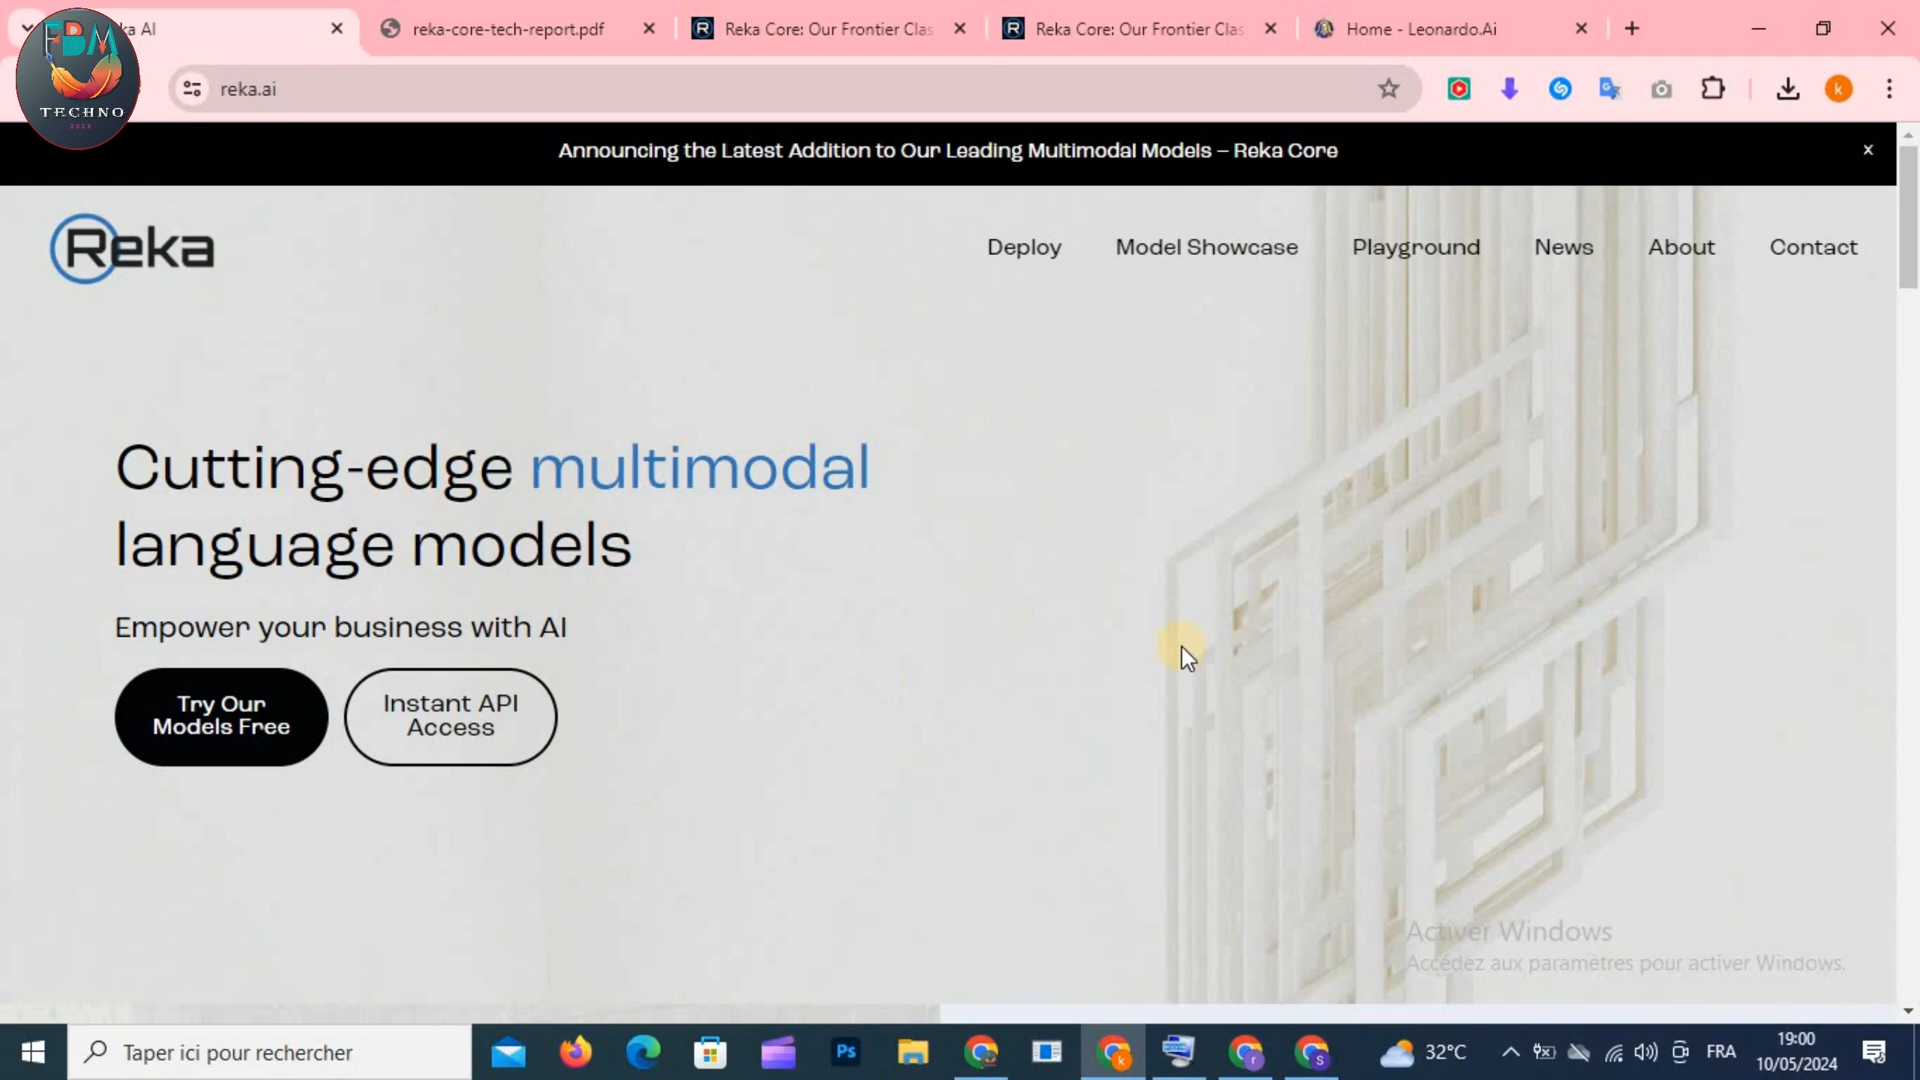 FBM
TECHNO
2023
ka AI
reka-core-tech-report.pdf
Reka Core: Our Frontier Clas
Reka Core: Our Frontier Clas
Home - Leonardo.Ai
reka.ai
k
Announcing the Latest Addition to Our Leading Multimodal Models – Reka Core
x
Reka
Deploy
Model Showcase
Playground
News
About
Contact
Cutting-edge multimodal
language models
Empower your business with AI
Try Our
Models Free
Instant API
Access
Activer Windows
Accédez aux paramètres pour activer Windows.
Taper ici pour rechercher
Ps
k
r
s
32°C
FRA
19:00
10/05/2024